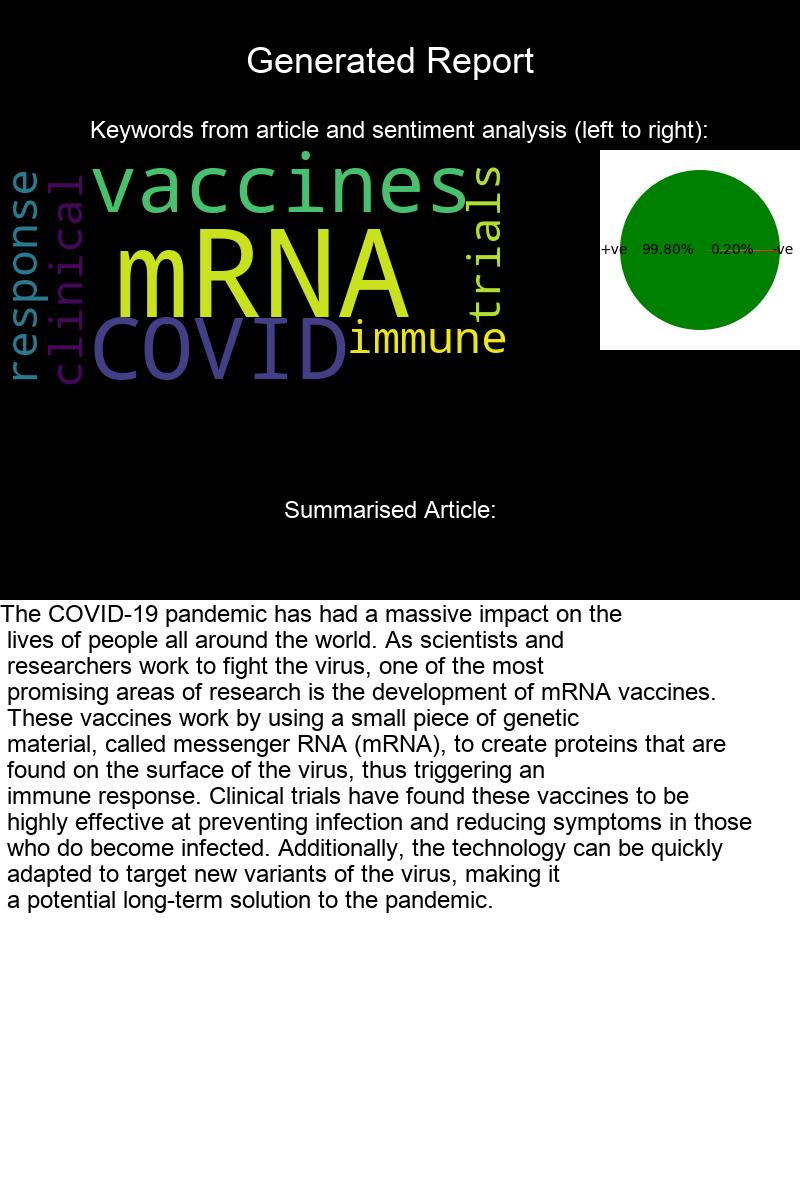 Generated Report
Keywords from article and sentiment analysis (left to right):
response
clinical
vaccines
mRNA
COVID
immune
trials
+ve 99.80% 0.20% -ve
Summarised Article:
The COVID-19 pandemic has had a massive impact on the
lives of people all around the world. As scientists and
researchers work to fight the virus, one of the most
promising areas of research is the development of mRNA vaccines.
These vaccines work by using a small piece of genetic
material, called messenger RNA (mRNA), to create proteins that are
found on the surface of the virus, thus triggering an
immune response. Clinical trials have found these vaccines to be
highly effective at preventing infection and reducing symptoms in those
who do become infected. Additionally, the technology can be quickly
adapted to target new variants of the virus, making it
a potential long-term solution to the pandemic.